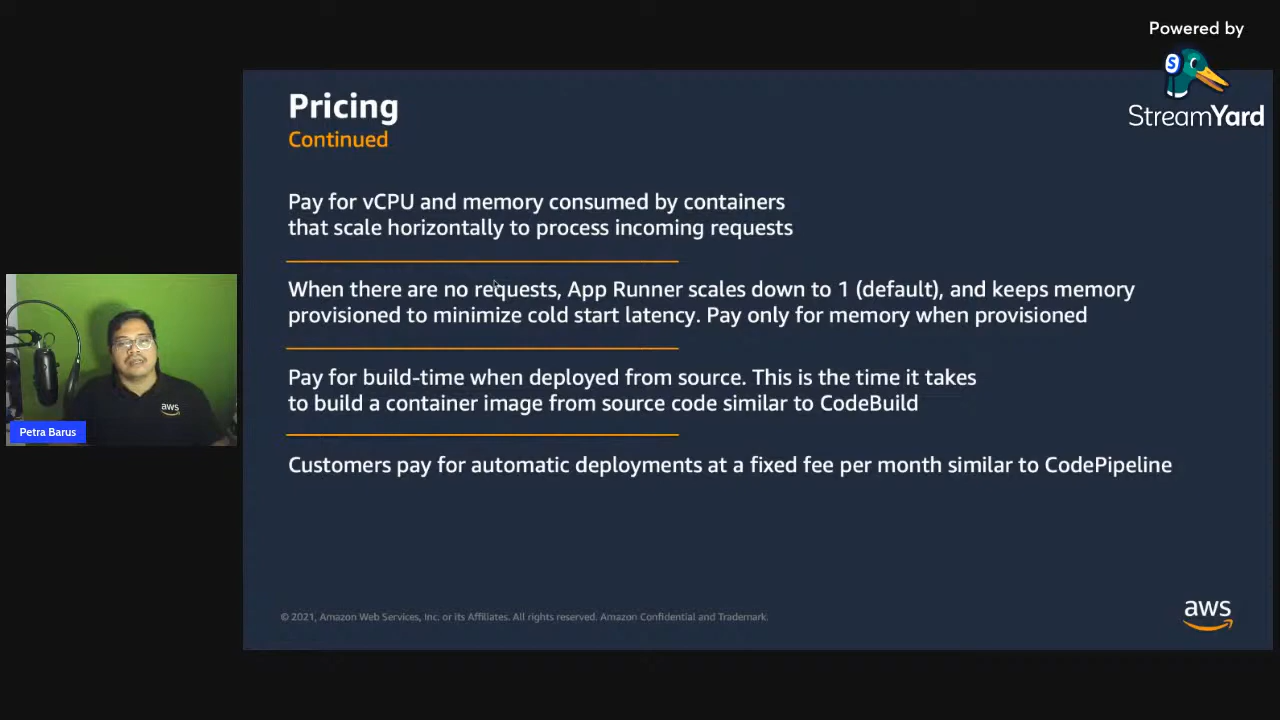 Powered by
S
StreamYard
Pricing
Continued
Pay for vCPU and memory consumed by containers
that scale horizontally to process incoming requests
When there are no requests, App Runner scales down to 1 (default), and keeps memory
provisioned to minimize cold start latency. Pay only for memory when provisioned
Pay for build-time when deployed from source. This is the time it takes
to build a container image from source code similar to CodeBuild
Customers pay for automatic deployments at a fixed fee per month similar to CodePipeline
aws
Petra Barus
© 2021, Amazon Web Services, Inc. or its Affiliates. All rights reserved. Amazon Confidential and Trademark.
aws